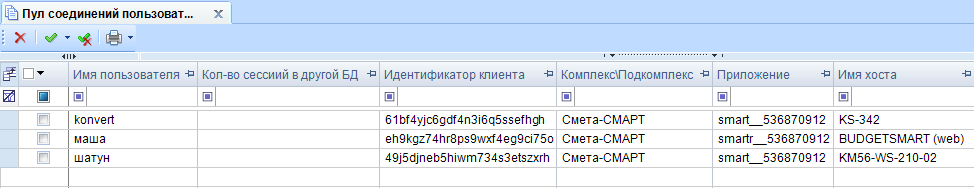 Пул соединений пользоват...
Имя пользователя Кол-во сессиий в другой БД Идентификатор клиента Комплекс\Подкомплекс Приложение Имя хоста
konvert 61bf4yjc6gdf4n3i6q5ssefhgh Смета-СМАРТ smart__536870912 KS-342
маша eh9kgz74hr8ps9wxf4eg9ci75o Смета-СМАРТ smartr__536870912 BUDGETSMART (web)
шатун 49j5djneb5hiwm734s3etszxrh Смета-СМАРТ smart__536870912 KM56-WS-210-02